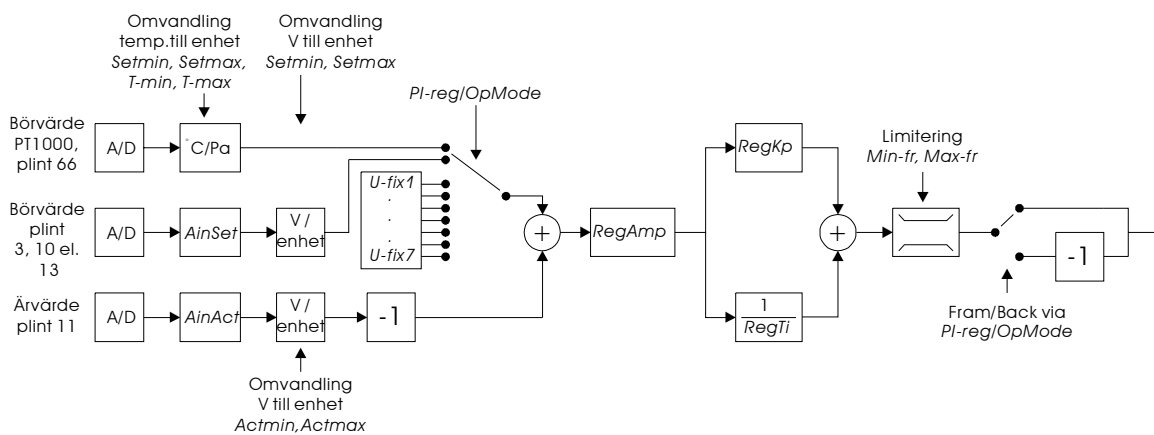 Omvandling
temp.till enhet
Setmin, Setmax,
T-min, T-max
Omvandling
V till enhet
Setmin, Setmax
PI-reg/OpMode
Börvärde
PT1000,
plint 66
A/D
°C/Pa
Börvärde
plint
3, 10 el.
13
A/D
AinSet
V /
enhet
U-fix1
.
.
.
U-fix7
Ärvärde
plint 11
A/D
AinAct
V /
enhet
-1
Omvandling
V till enhet
Actmin,Actmax
+
RegAmp
RegKp
1
RegTi
+
Limitering
Min-fr, Max-fr
-1
Fram/Back via
PI-reg/OpMode